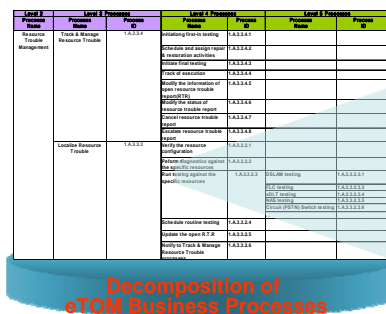 Level 2 Level 3 Processes Level 4 Processes Level 5 Processes
Processes Name Processes Name Process ID Processes Name Process ID Processes Name Process ID
Resource Trouble Management Track & Manage Resource Trouble 1.A.3.3.4 Initiationg first-in testing 1.A.3.3.4.1
Schedule and assign repair & restoration activities 1.A.3.3.4.2
Initiate final testing 1.A.3.3.4.3
Track of execution 1.A.3.3.4.4
Modify the information of open resource trouble report(RTR) 1.A.3.3.4.5
Modify the status of resource trouble report 1.A.3.3.4.6
Cancel resource trouble report 1.A.3.3.4.7
Escalate resource trouble report 1.A.3.3.4.8
Localize Resource Trouble 1.A.3.3.2 Verify the resource configuration 1.A.3.3.2.1
Peform diagnostics against the specific resources 1.A.3.3.2.2
Run testing against the specific resources 1.A.3.3.2.3 DSLAM testing 1.A.3.3.2.3.1
FLC testing
xDLT testing 1.A.3.3.2.3.4
NAS testing 1.A.3.3.2.3.5
Circuit (PSTN) Switch testing 1.A.3.3.2.3.6
Schedule routine testing 1.A.3.3.2.4
Update the open R.T.R 1.A.3.3.2.5
Notify to Track & Manage Resource Trouble processes 1.A.3.3.2.6
Decomposition of
eTOM Business Processes